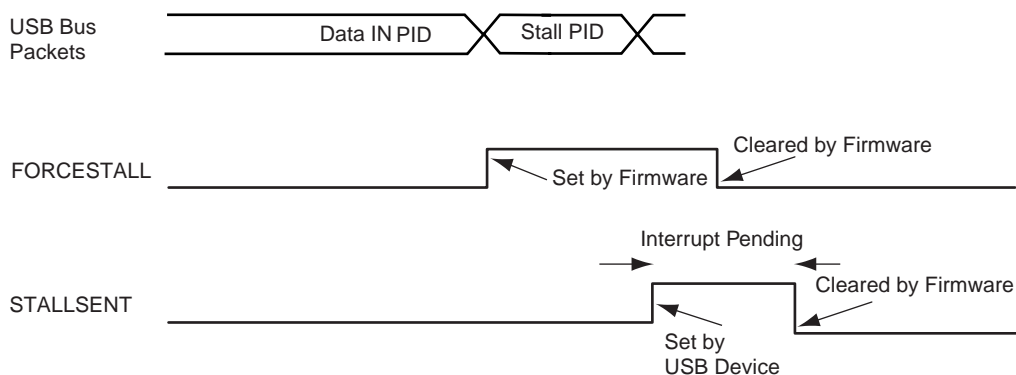 USB Bus
Packets
Data IN PID
Stall PID
FORCESTALL
Set by Firmware
Cleared by Firmware
Interrupt Pending
STALLSENT
Cleared by Firmware
Set by
USB Device